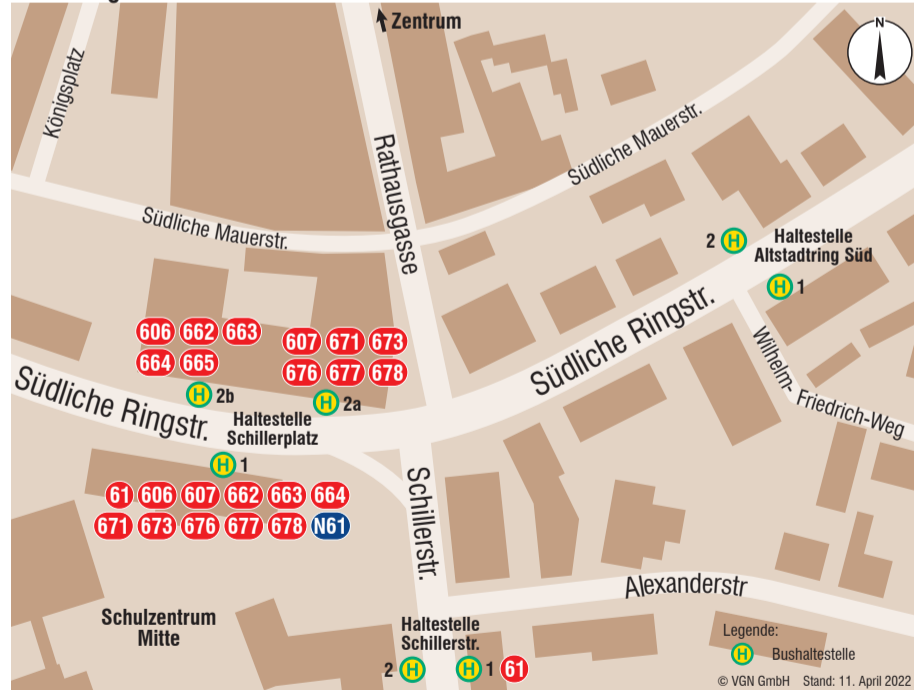 Zentrum
N
Königsplatz
Rathausgasse
Südliche Mauerstr.
Südliche Mauerstr.
2 H
Haltestelle
Altstadtring Süd
H 1
606 662 663
664 665
607 671 673
676 677 678
H 2b
H 2a
Südliche Ringstr.
Südliche Ringstr.
Wilhelm-Friedrich-Weg
Haltestelle
Schillerplatz
H 1
61 606 607 662 663 664
671 673 676 677 678 N61
Schillerstr.
Alexanderstr
Schulzentrum
Mitte
Haltestelle
Schillerstr.
2 H
H 1 61
Legende:
H Bushaltestelle
© VGN GmbH Stand: 11. April 2022